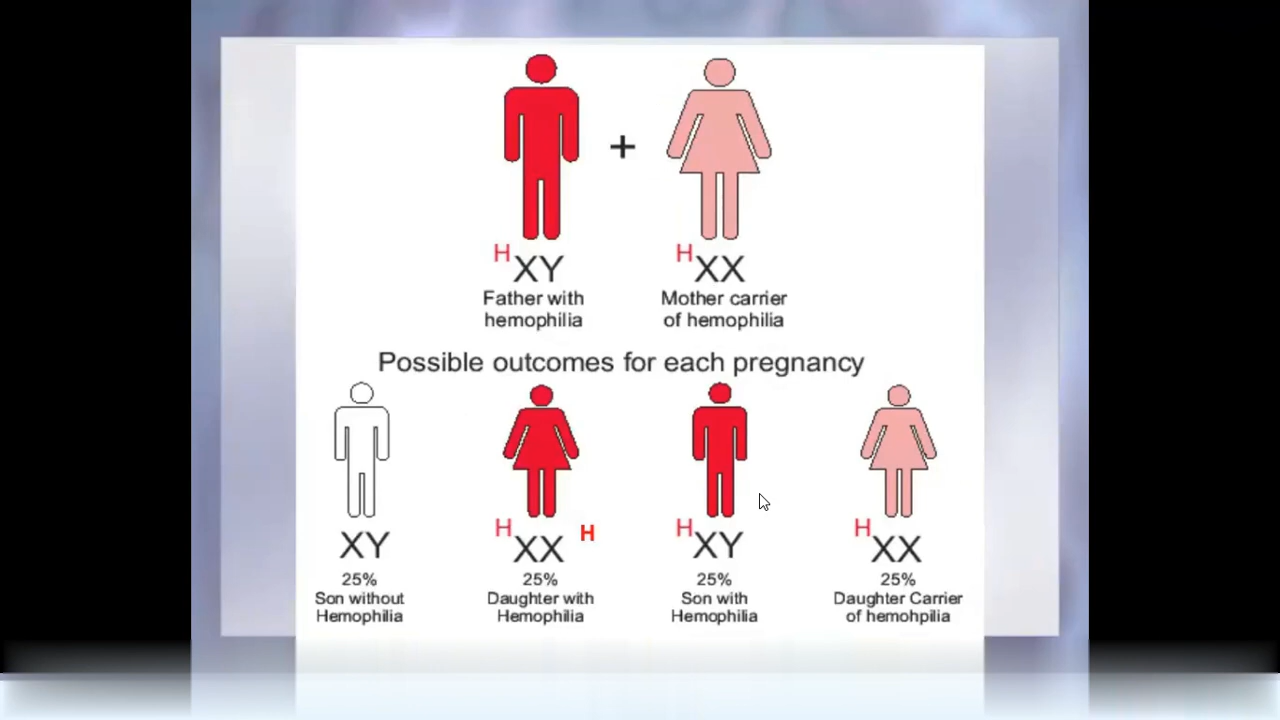 +
H XY
H XX
Father with
hemophilia
Mother carrier
of hemophilia
Possible outcomes for each pregnancy
XY
H XX H
H XY
H XX
25%
Son without
Hemophilia
25%
Daughter with
Hemophilia
25%
Son with
Hemophilia
25%
Daughter Carrier
of hemohpilia